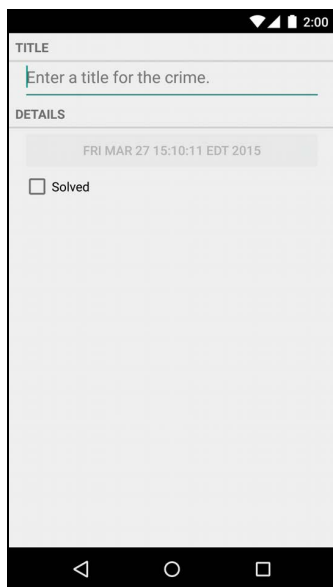 2:00
TITLE
Enter a title for the crime.
DETAILS
FRI MAR 27 15:10:11 EDT 2015
Solved